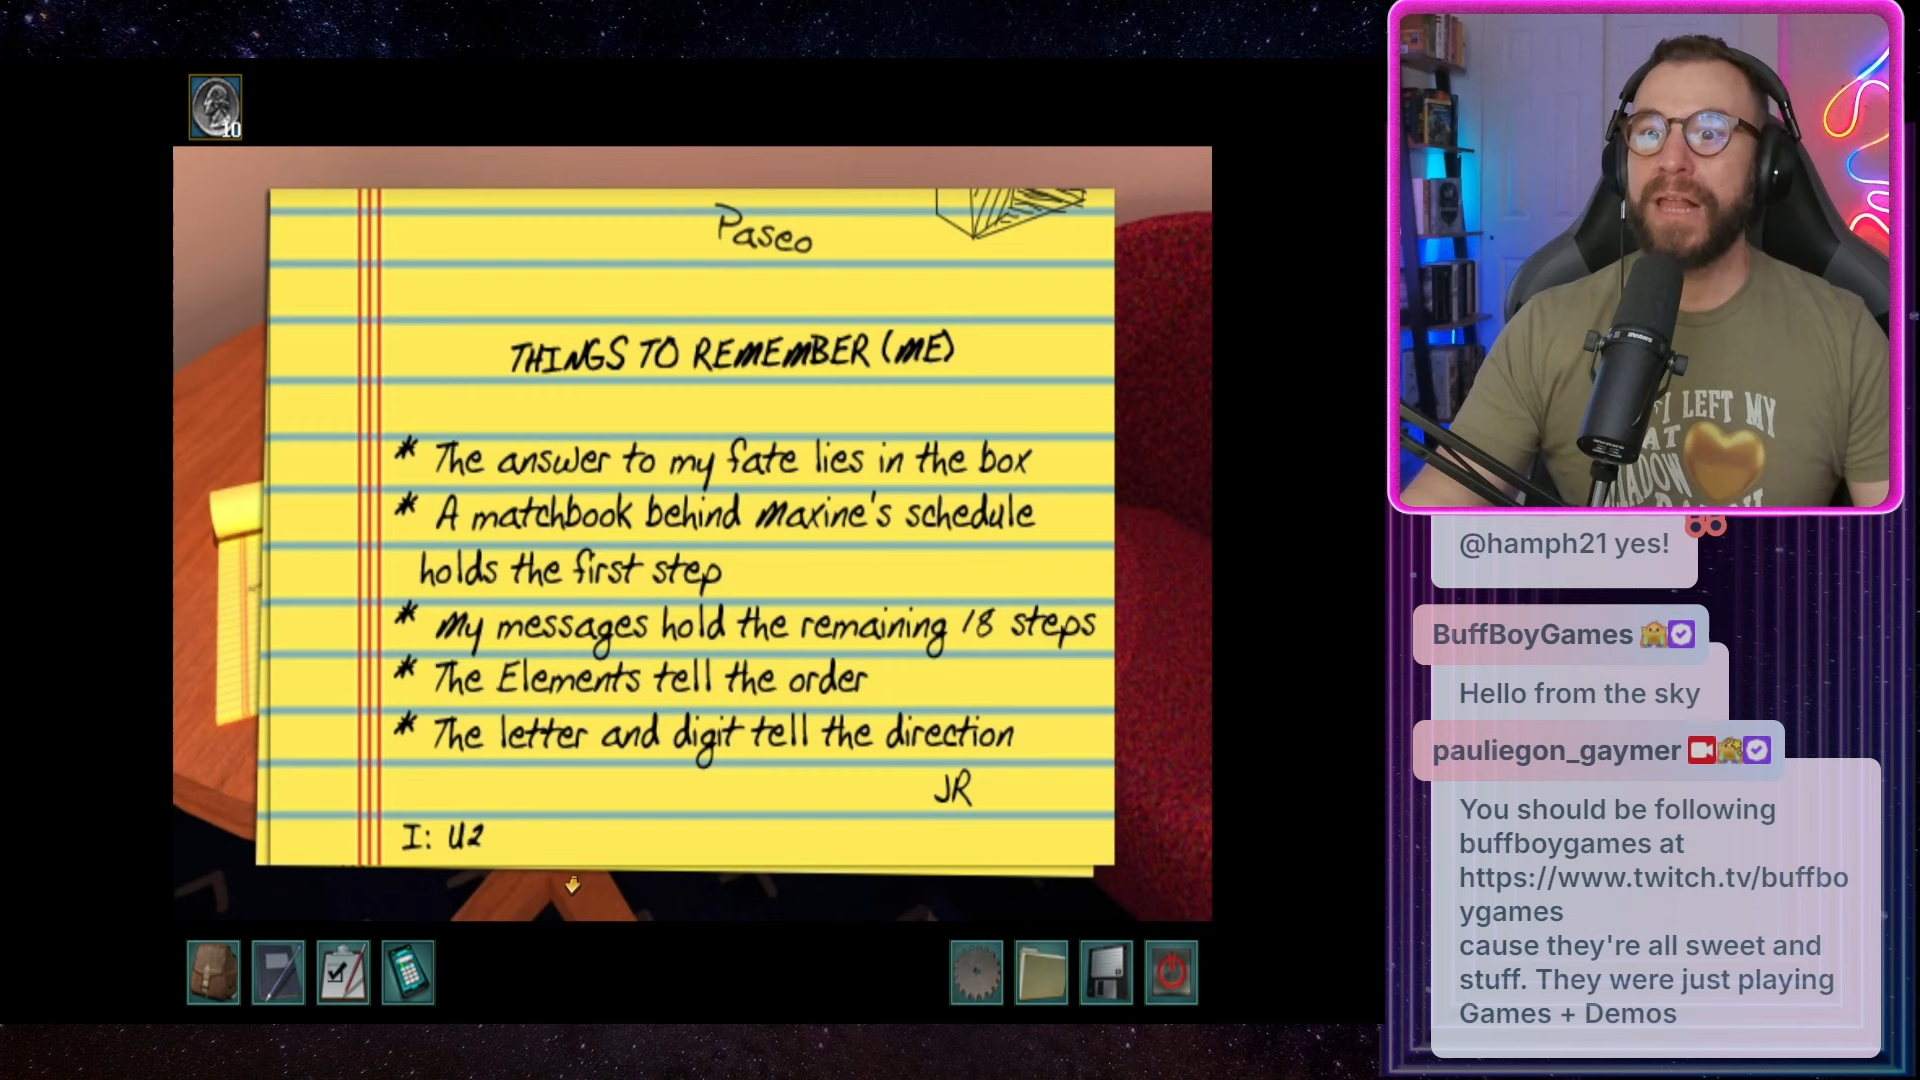 10
Paseo
THINGS TO REMEMBER (ME)
* The answer to my fate lies in the box
* A matchbook behind Maxine's schedule
holds the first step
* My messages hold the remaining 18 steps
* The Elements tell the order
* The letter and digit tell the direction
JR
I: U2
I LEFT MY
@hamph21 yes!
BuffBoyGames
Hello from the sky
pauliegon_gaymer
You should be following
buffboygames at
https://www.twitch.tv/buffbo
ygames
cause they're all sweet and
stuff. They were just playing
Games + Demos